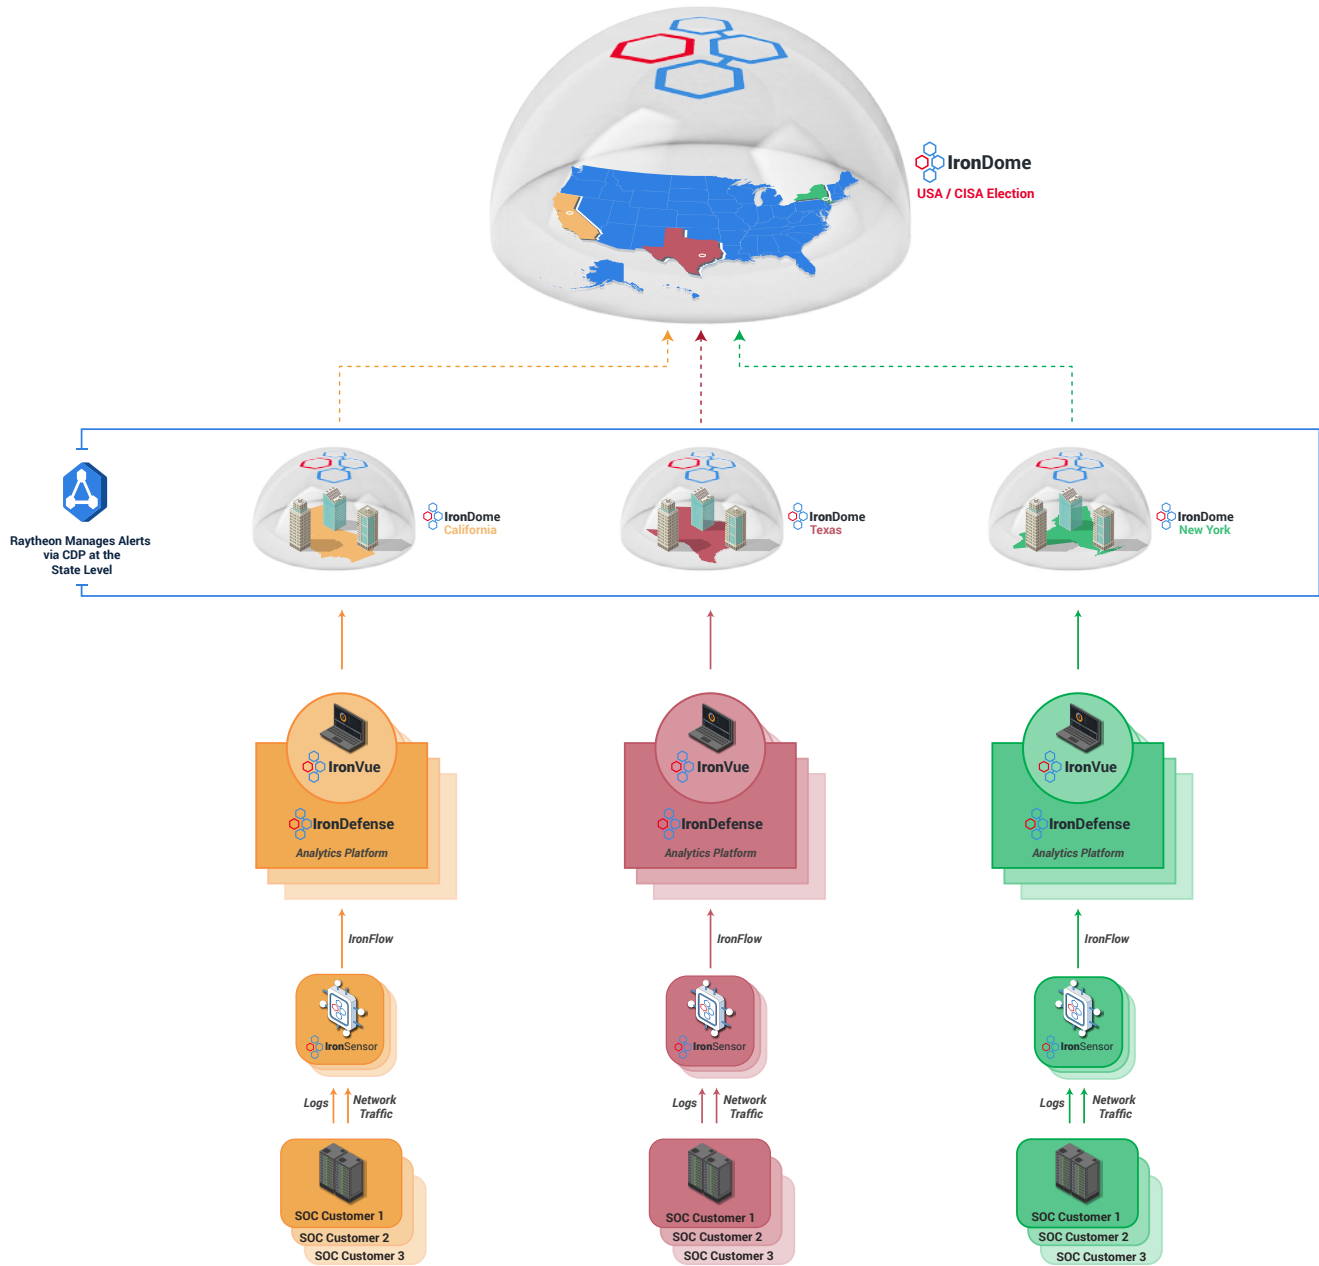 IronDome
USA / CISA Election
Raytheon Manages Alerts
via CDP at the
State Level
IronDome
California
IronDome
Texas
IronDome
New York
IronVue
IronDefense
Analytics Platform
IronVue
IronDefense
Analytics Platform
IronVue
IronDefense
Analytics Platform
IronFlow
IronFlow
IronFlow
IronSensor
IronSensor
IronSensor
Logs
Network
Traffic
Logs
Network
Traffic
Logs
Network
Traffic
SOC Customer 1
SOC Customer 2
SOC Customer 3
SOC Customer 1
SOC Customer 2
SOC Customer 3
SOC Customer 1
SOC Customer 2
SOC Customer 3